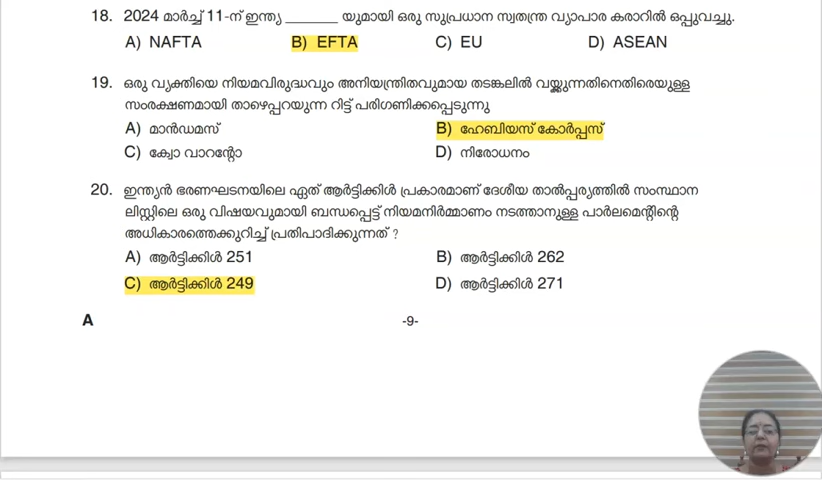 18. 2024 മാർച്ച് 11-ന് ഇന്ത്യ ________ യുമായി ഒരു സുപ്രധാന സ്വതന്ത്ര വ്യാപാര കരാറിൽ ഒപ്പുവച്ചു.
A) NAFTA B) EFTA C) EU D) ASEAN
19. ഒരു വ്യക്തിയെ നിയമവിരുദ്ധവും അനിയന്ത്രിതവുമായ തടങ്കലിൽ വയ്ക്കുന്നതിനെതിരെയുള്ള
സംരക്ഷണമായി താഴെപ്പറയുന്ന റിട്ട് പരിഗണിക്കപ്പെടുന്നു
A) മാൻഡമസ് B) ഹേബിയസ് കോർപ്പസ്
C) ക്വോ വാറന്റോ D) നിരോധനം
20. ഇന്ത്യൻ ഭരണഘടനയിലെ ഏത് ആർട്ടിക്കിൾ പ്രകാരമാണ് ദേശീയ താൽപ്പര്യത്തിൽ സംസ്ഥാന
ലിസ്റ്റിലെ ഒരു വിഷയവുമായി ബന്ധപ്പെട്ട് നിയമനിർമ്മാണം നടത്താനുള്ള പാർലമെന്റിന്റെ
അധികാരത്തെക്കുറിച്ച് പ്രതിപാദിക്കുന്നത് ?
A) ആർട്ടിക്കിൾ 251 B) ആർട്ടിക്കിൾ 262
C) ആർട്ടിക്കിൾ 249 D) ആർട്ടിക്കിൾ 271
A -9-